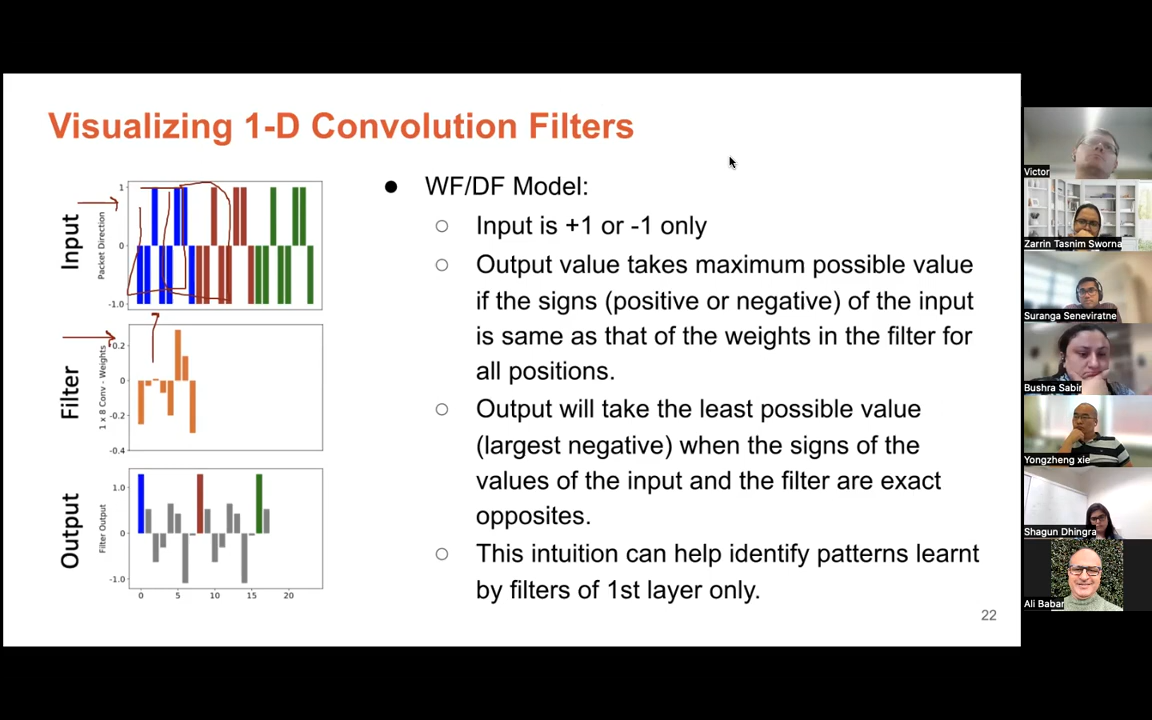 Visualizing 1-D Convolution Filters
Input
Packet Direction
1
0
-1.0
Filter
1 x 8 Conv - Weights
0.2
0
-0.2
-0.4
Output
Filter Output
1.0
0
-1.0
0 5 10 15 20
● WF/DF Model:
○ Input is +1 or -1 only
○ Output value takes maximum possible value
if the signs (positive or negative) of the input
is same as that of the weights in the filter for
all positions.
○ Output will take the least possible value
(largest negative) when the signs of the
values of the input and the filter are exact
opposites.
○ This intuition can help identify patterns learnt
by filters of 1st layer only.
22
Victor
Zarrin Tasnim Sworna
Suranga Seneviratne
Bushra Sabir
Yongzheng xie
Shagun Dhingra
Ali Babar